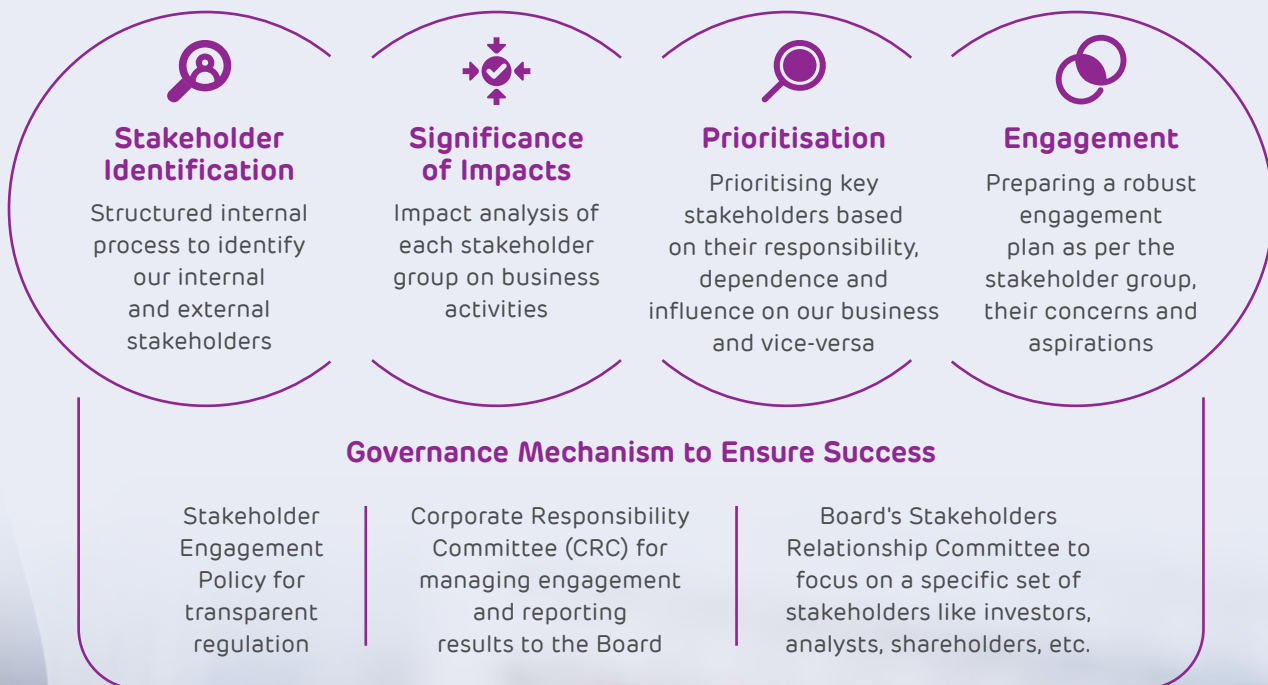 Stakeholder
Identification
Structured internal
process to identify
our internal
and external
stakeholders
Significance
of Impacts
Impact analysis of
each stakeholder
group on business
activities
Prioritisation
Prioritising key
stakeholders based
on their responsibility,
dependence and
influence on our business
and vice-versa
Engagement
Preparing a robust
engagement
plan as per the
stakeholder group,
their concerns and
aspirations
Governance Mechanism to Ensure Success
Stakeholder
Engagement
Policy for
transparent
regulation
Corporate Responsibility
Committee (CRC) for
managing engagement
and reporting
results to the Board
Board's Stakeholders
Relationship Committee to
focus on a specific set of
stakeholders like investors,
analysts, shareholders, etc.